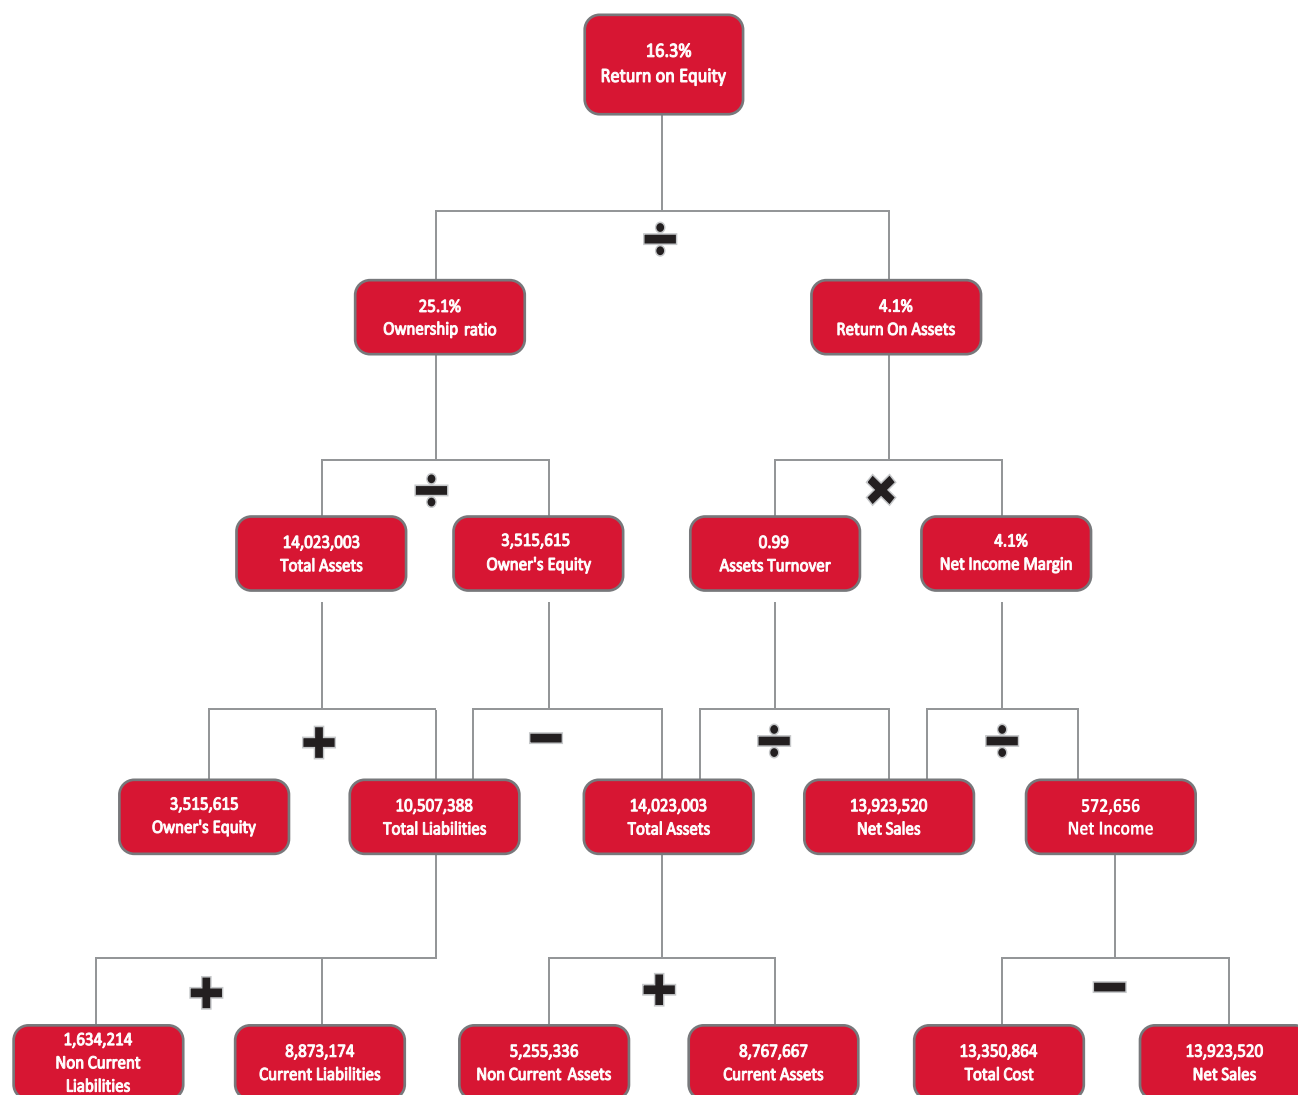 16.3%
Return on Equity
÷
25.1%
Ownership ratio
4.1%
Return On Assets
÷
×
14,023,003
Total Assets
3,515,615
Owner's Equity
0.99
Assets Turnover
4.1%
Net Income Margin
+
−
÷
÷
3,515,615
Owner's Equity
10,507,388
Total Liabilities
14,023,003
Total Assets
13,923,520
Net Sales
572,656
Net Income
+
+
−
1,634,214
Non Current
Liabilities
8,873,174
Current Liabilities
5,255,336
Non Current Assets
8,767,667
Current Assets
13,350,864
Total Cost
13,923,520
Net Sales